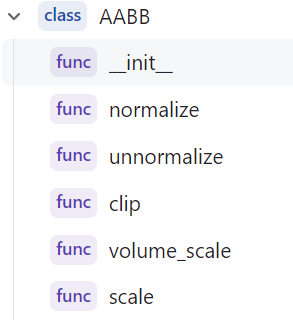 class AABB
func __init__
func normalize
func unnormalize
func clip
func volume_scale
func scale